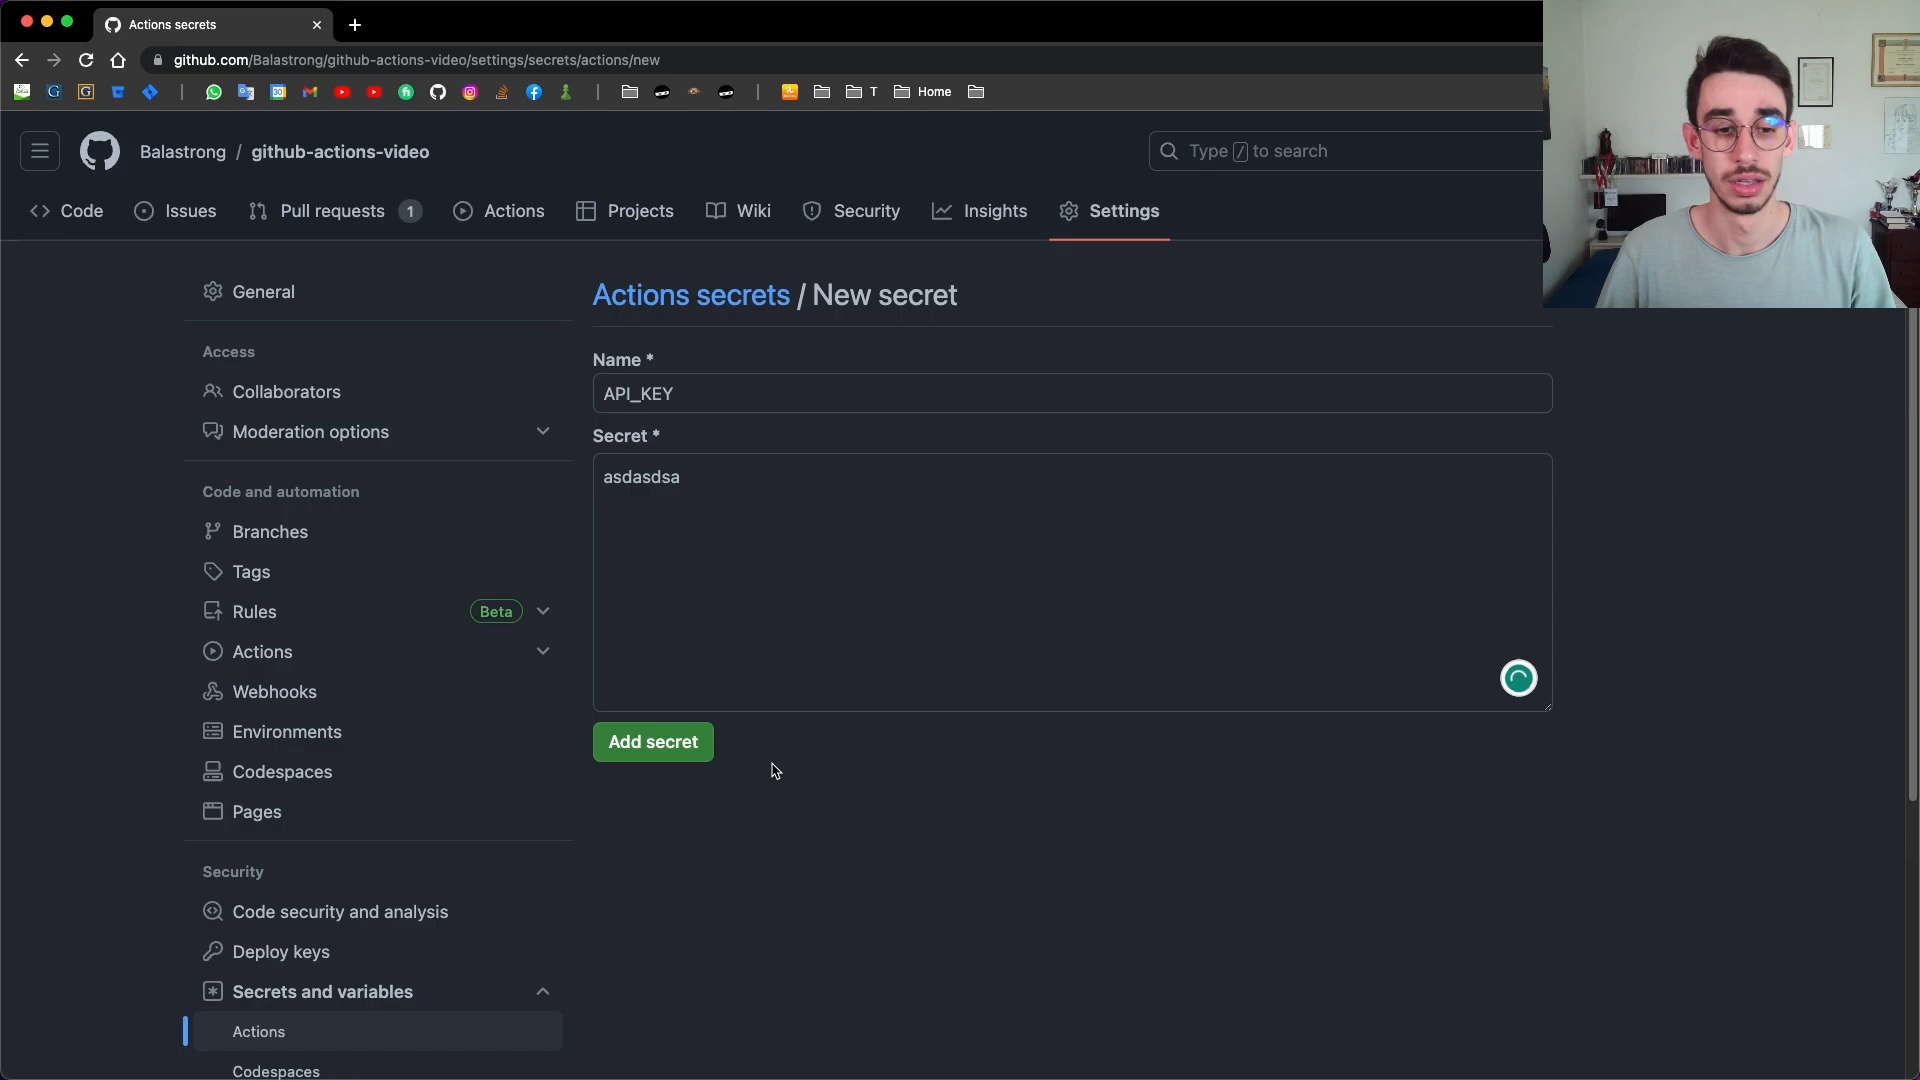 Actions secrets
github.com/Balastrong/github-actions-video/settings/secrets/actions/new
T
Home
Balastrong / github-actions-video
Type / to search
Code
Issues
Pull requests 1
Actions
Projects
Wiki
Security
Insights
Settings
General
Access
Collaborators
Moderation options
Code and automation
Branches
Tags
Rules Beta
Actions
Webhooks
Environments
Codespaces
Pages
Security
Code security and analysis
Deploy keys
Secrets and variables
Actions
Codespaces
Actions secrets / New secret
Name *
API_KEY
Secret *
asdasdsa
Add secret